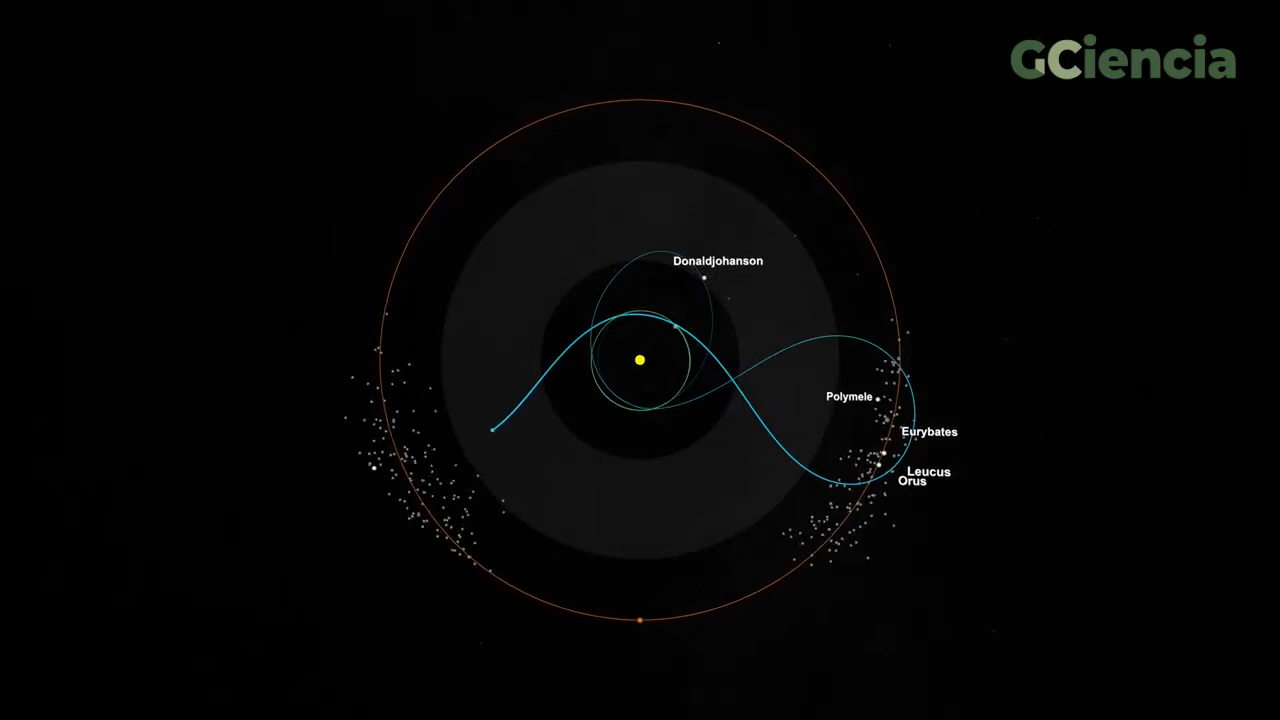 GCiencia
Donaldjohanson
Polymele
Eurybates
Leucus
Orus